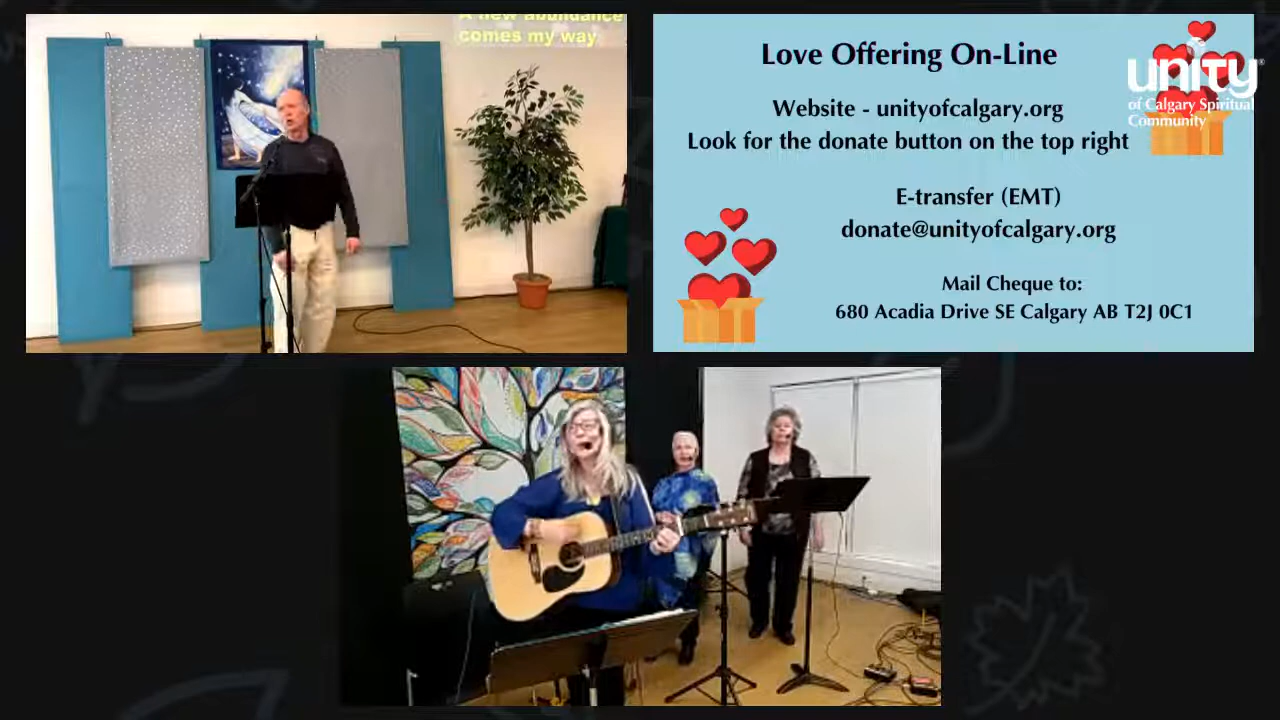 A new abundance
comes my way
Love Offering On-Line
Website - unityofcalgary.org
Look for the donate button on the top right
E-transfer (EMT)
donate@unityofcalgary.org
Mail Cheque to:
680 Acadia Drive SE Calgary AB T2J 0C1
unity
of Calgary Spiritual
Community